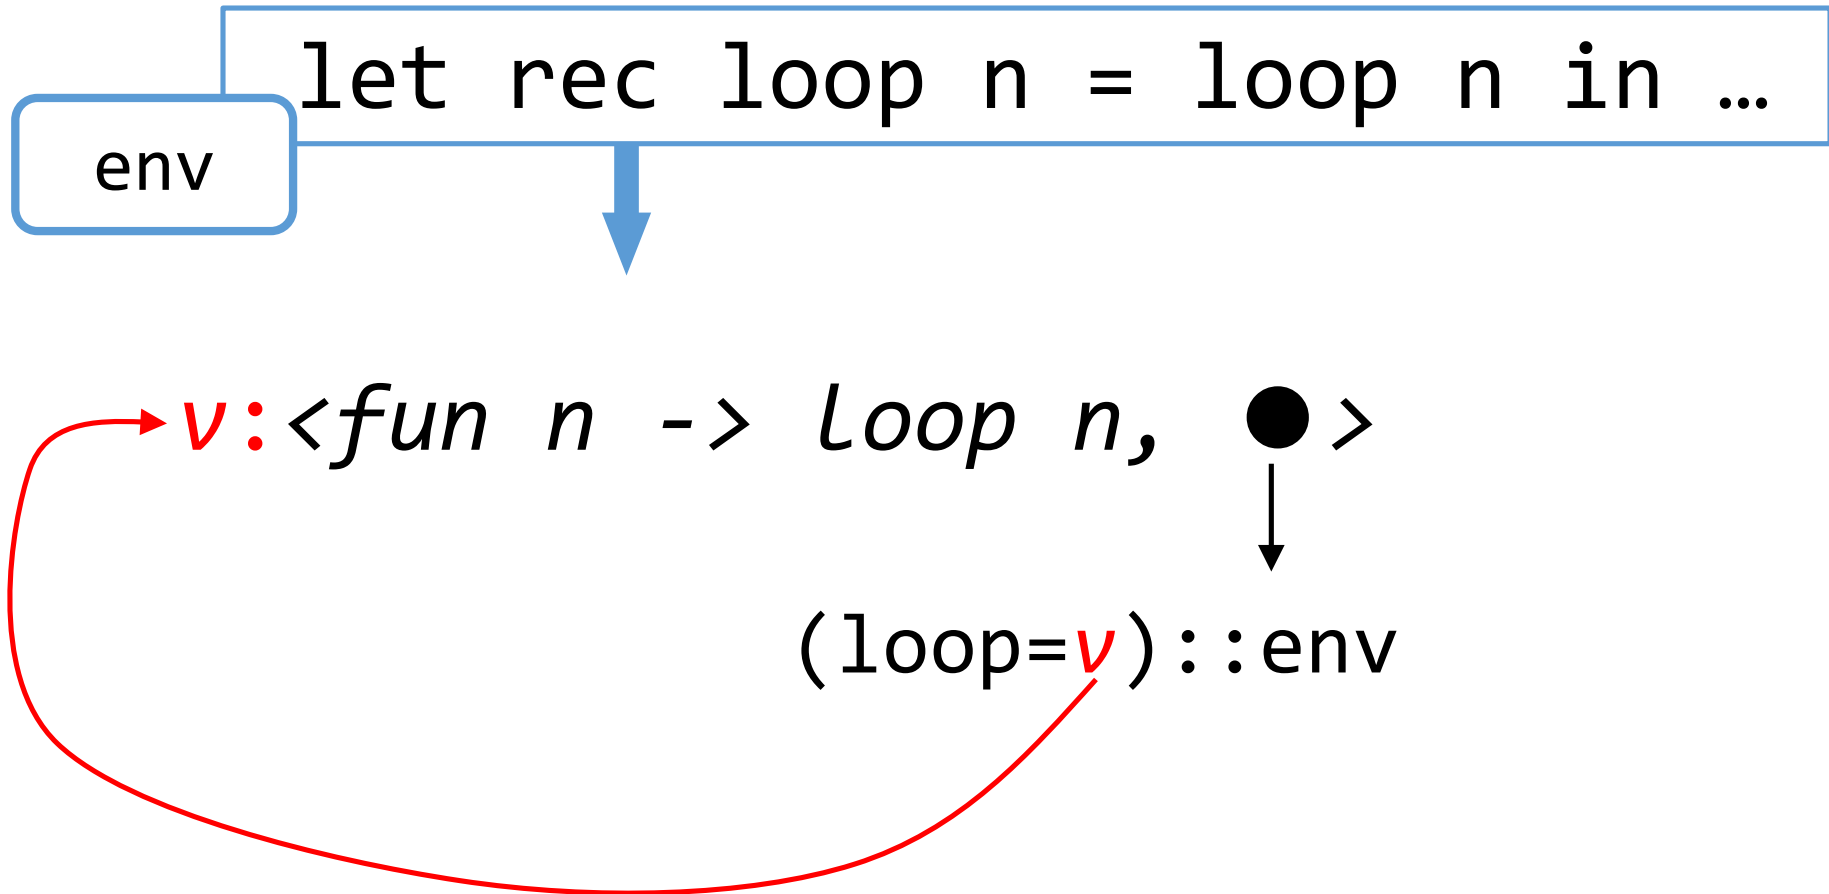 let rec loop n = loop n in …
env
v:<fun n -> loop n, ●>
(loop=v)::env